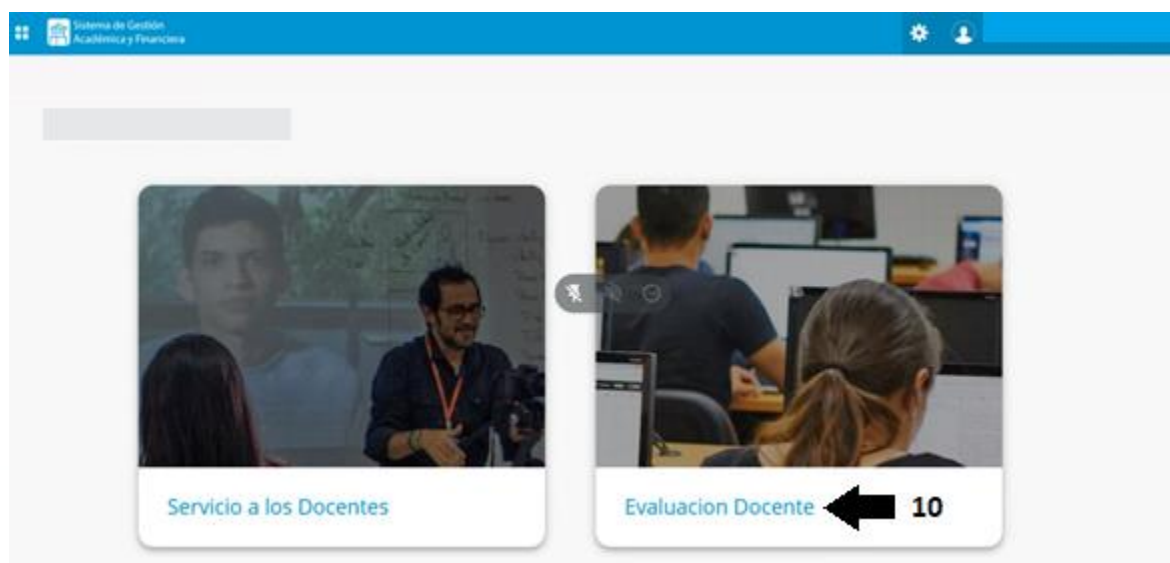 Sistema de Gestión
Académica y Financiera
Servicio a los Docentes
Evaluacion Docente
10